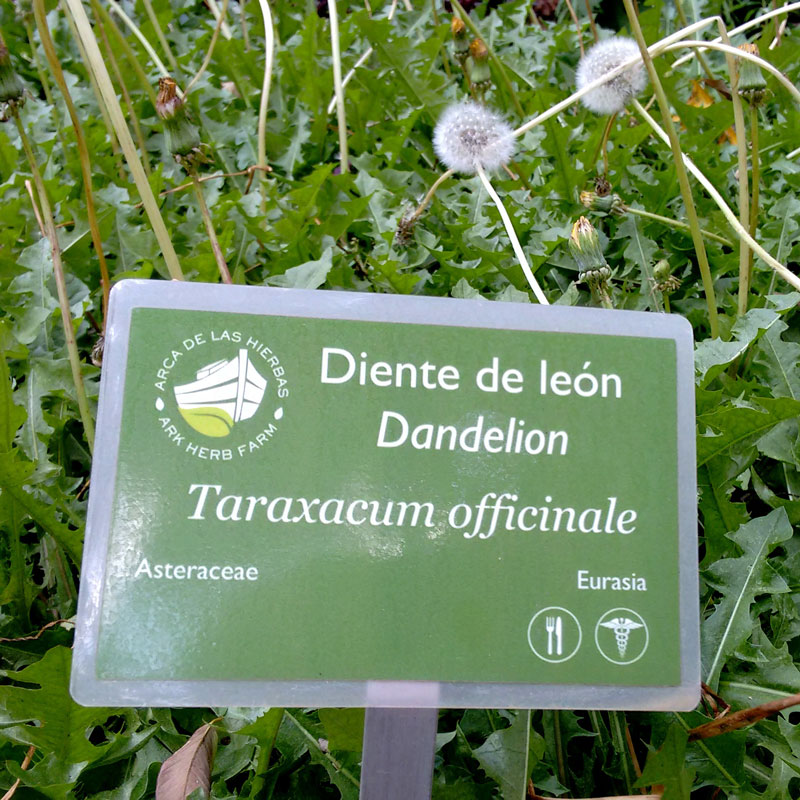 ARCA DE LAS HIERBAS
ARK HERB FARM
Diente de león
Dandelion
Taraxacum officinale
Asteraceae
Eurasia